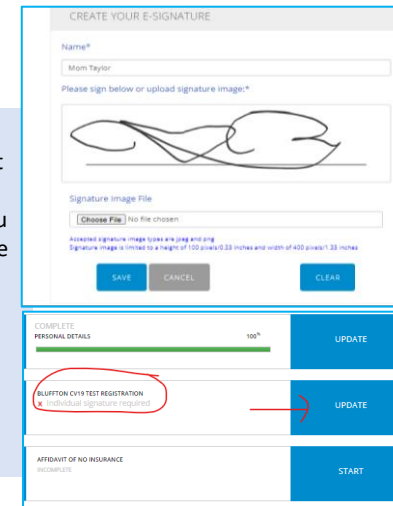 CREATE YOUR E-SIGNATURE
Name*
Mom Taylor
Please sign below or upload signature image:*
Signature Image File
Choose File No file chosen
Accepted signature image types are jpeg and png
Signature image is limited to a height of 100 pixels/0.33 inches and width of 400 pixels/1.33 inches
SAVE CANCEL CLEAR
COMPLETE
PERSONAL DETAILS 100% UPDATE
BLUFFTON CV19 TEST REGISTRATION
x Individual signature required UPDATE
AFFIDAVIT OF NO INSURANCE
INCOMPLETE START